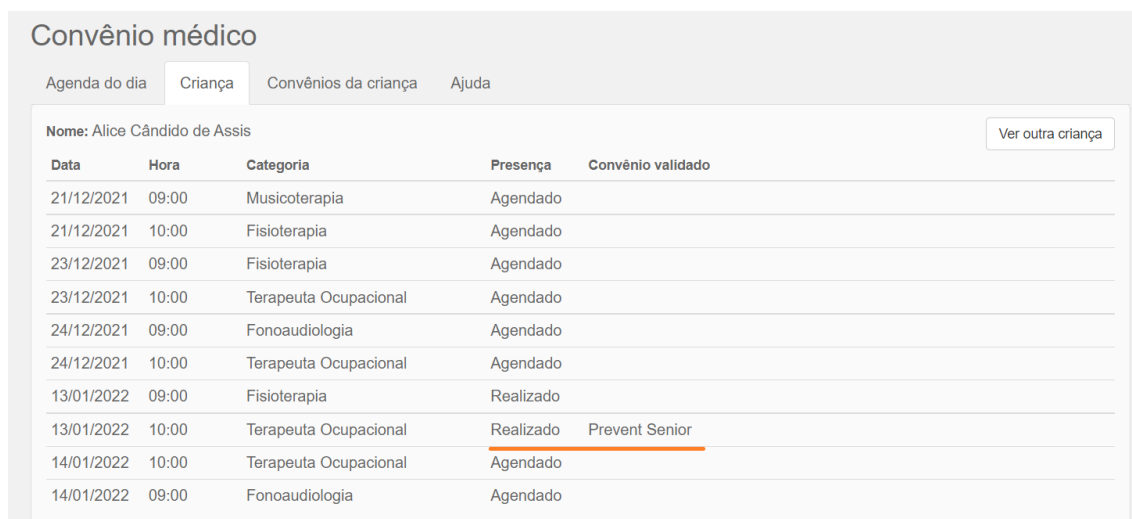 Convênio médico
Agenda do dia Criança Convênios da criança Ajuda
Nome: Alice Cândido de Assis Ver outra criança
Data Hora Categoria Presença Convênio validado
21/12/2021 09:00 Musicoterapia Agendado
21/12/2021 10:00 Fisioterapia Agendado
23/12/2021 09:00 Fisioterapia Agendado
23/12/2021 10:00 Terapeuta Ocupacional Agendado
24/12/2021 09:00 Fonoaudiologia Agendado
24/12/2021 10:00 Terapeuta Ocupacional Agendado
13/01/2022 09:00 Fisioterapia Realizado
13/01/2022 10:00 Terapeuta Ocupacional Realizado Prevent Senior
14/01/2022 10:00 Terapeuta Ocupacional Agendado
14/01/2022 09:00 Fonoaudiologia Agendado